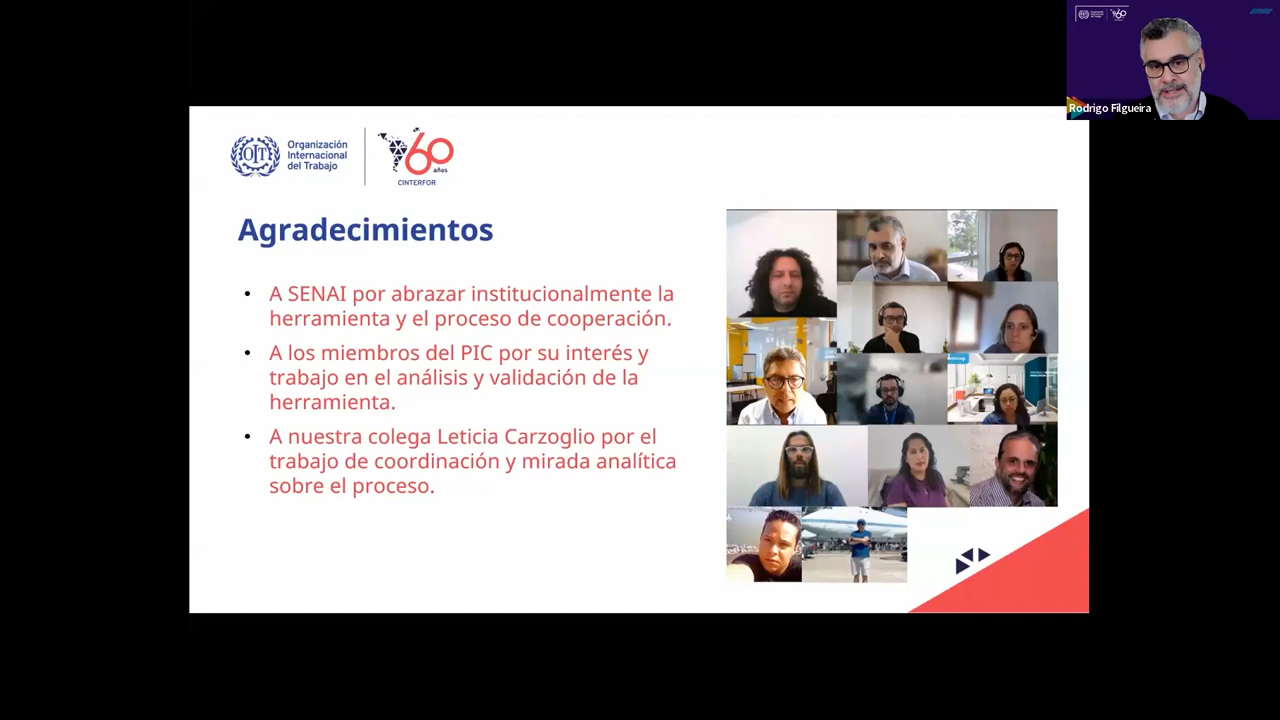 Rodrigo Filgueira
Organización
Internacional
del Trabajo
OIT
60
años
CINTERFOR
Agradecimientos
• A SENAI por abrazar institucionalmente la
herramienta y el proceso de cooperación.
• A los miembros del PIC por su interés y
trabajo en el análisis y validación de la
herramienta.
• A nuestra colega Leticia Carzoglio por el
trabajo de coordinación y mirada analítica
sobre el proceso.